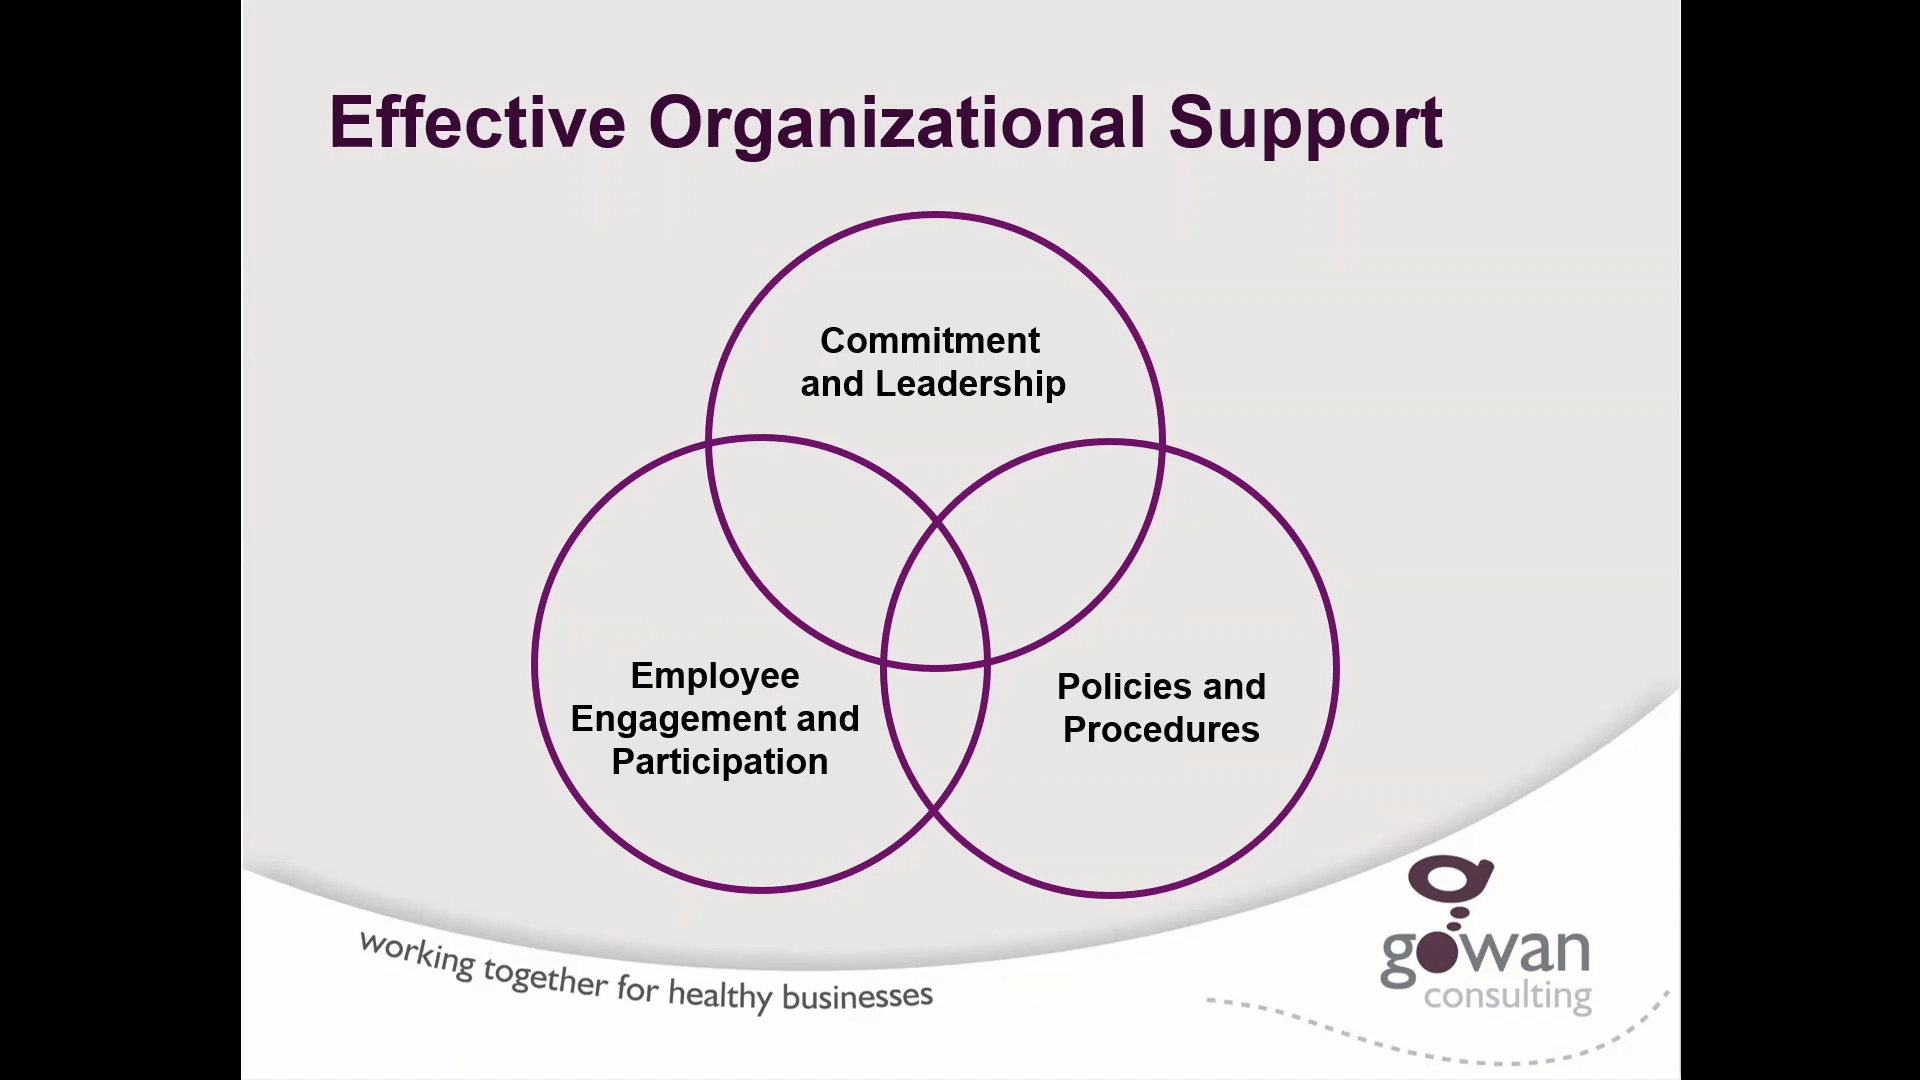 Effective Organizational Support
Commitment
and Leadership
Employee
Engagement and
Participation
Policies and
Procedures
working together for healthy businesses
gowan
consulting